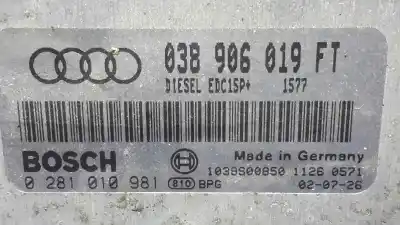 038 906 019 FT
DIESEL EDC15P+ 1577
BOSCH
Made in Germany
1039S00850 1126 0571
0 281 010 981 810 BPG 02-07-26